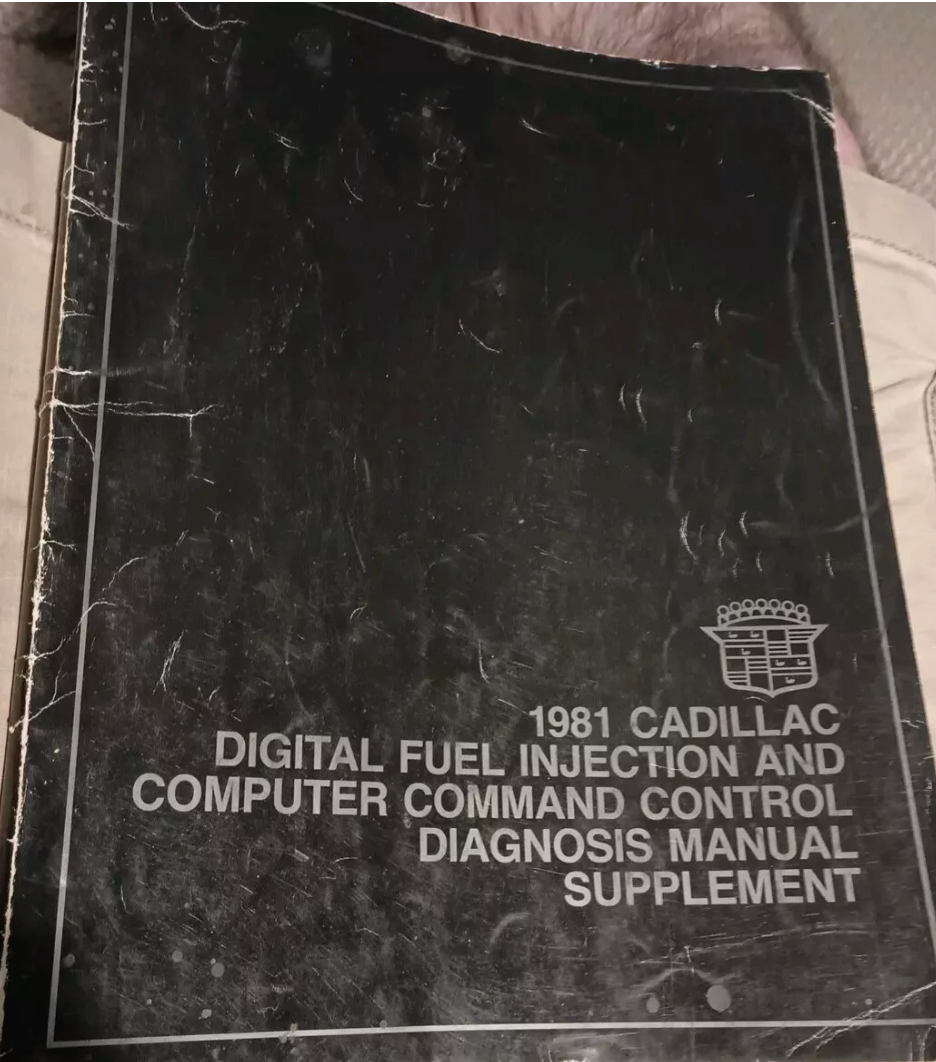 1981 CADILLAC
DIGITAL FUEL INJECTION AND
COMPUTER COMMAND CONTROL
DIAGNOSIS MANUAL
SUPPLEMENT